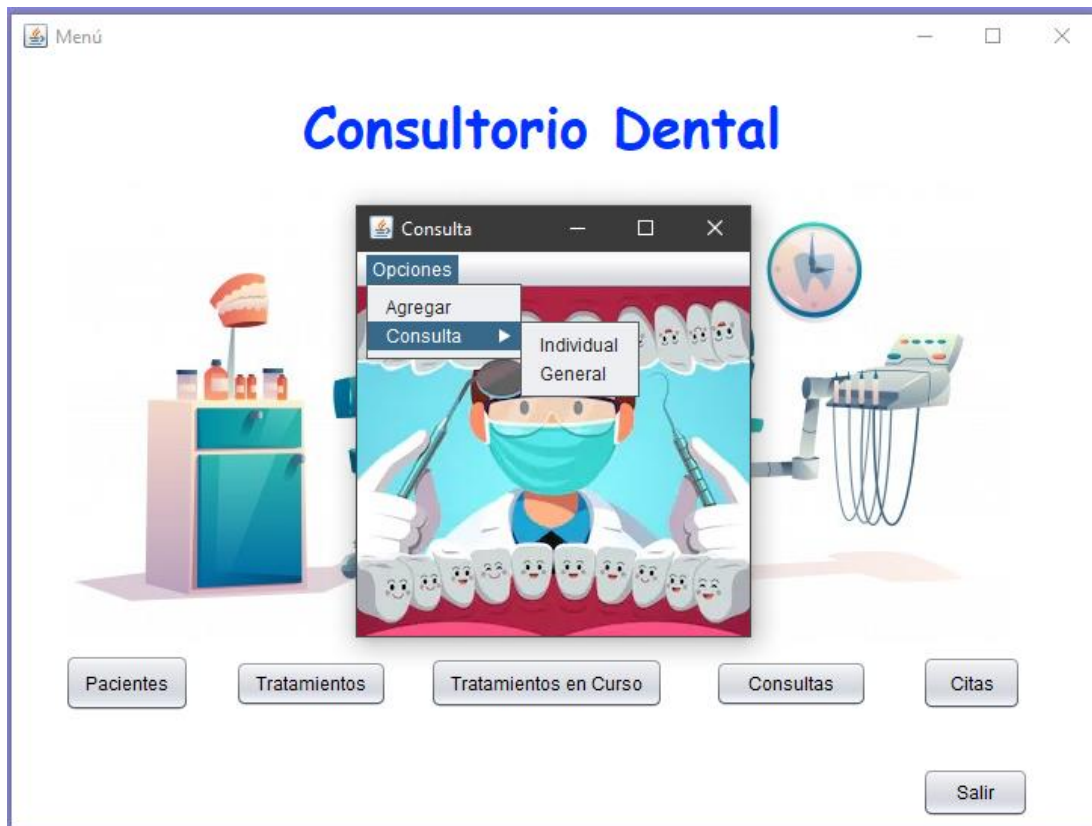 Menú
Consultorio Dental
Consulta
Opciones
Agregar
Consulta
Individual
General
Pacientes
Tratamientos
Tratamientos en Curso
Consultas
Citas
Salir